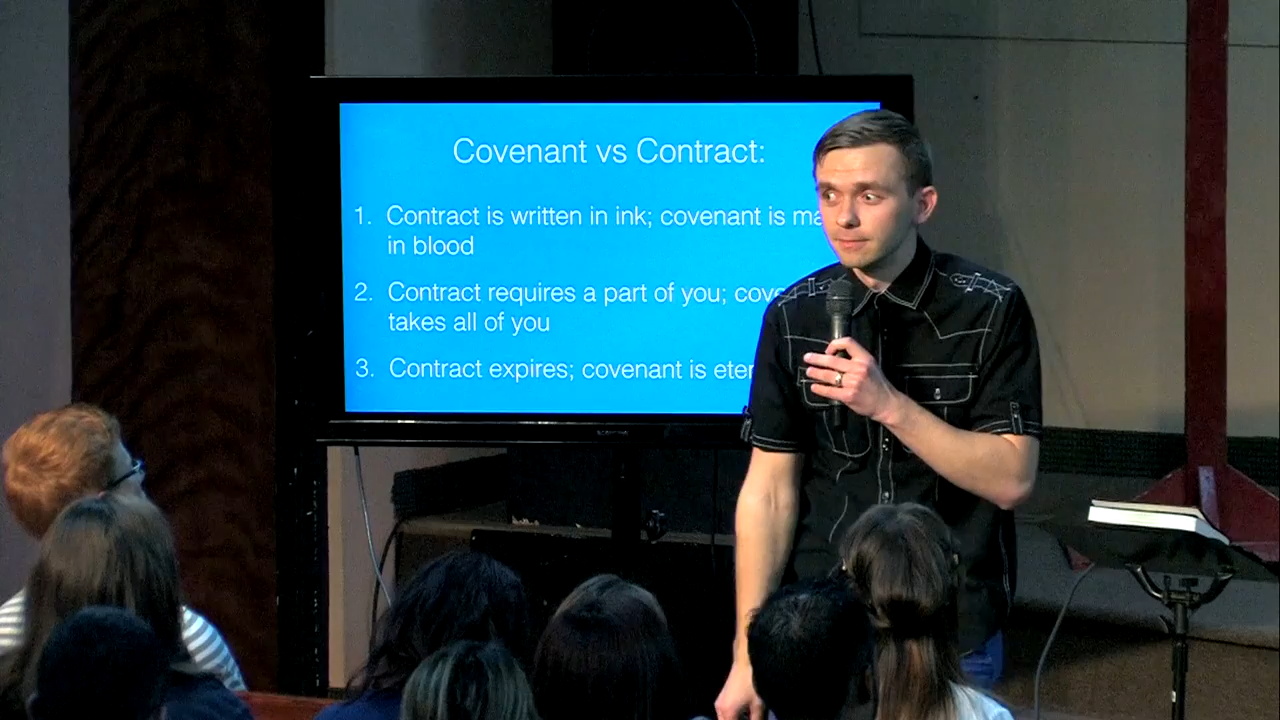 Covenant vs Contract:
1. Contract is written in ink; covenant is ma
in blood
2. Contract requires a part of you; cov
takes all of you
3. Contract expires; covenant is eter